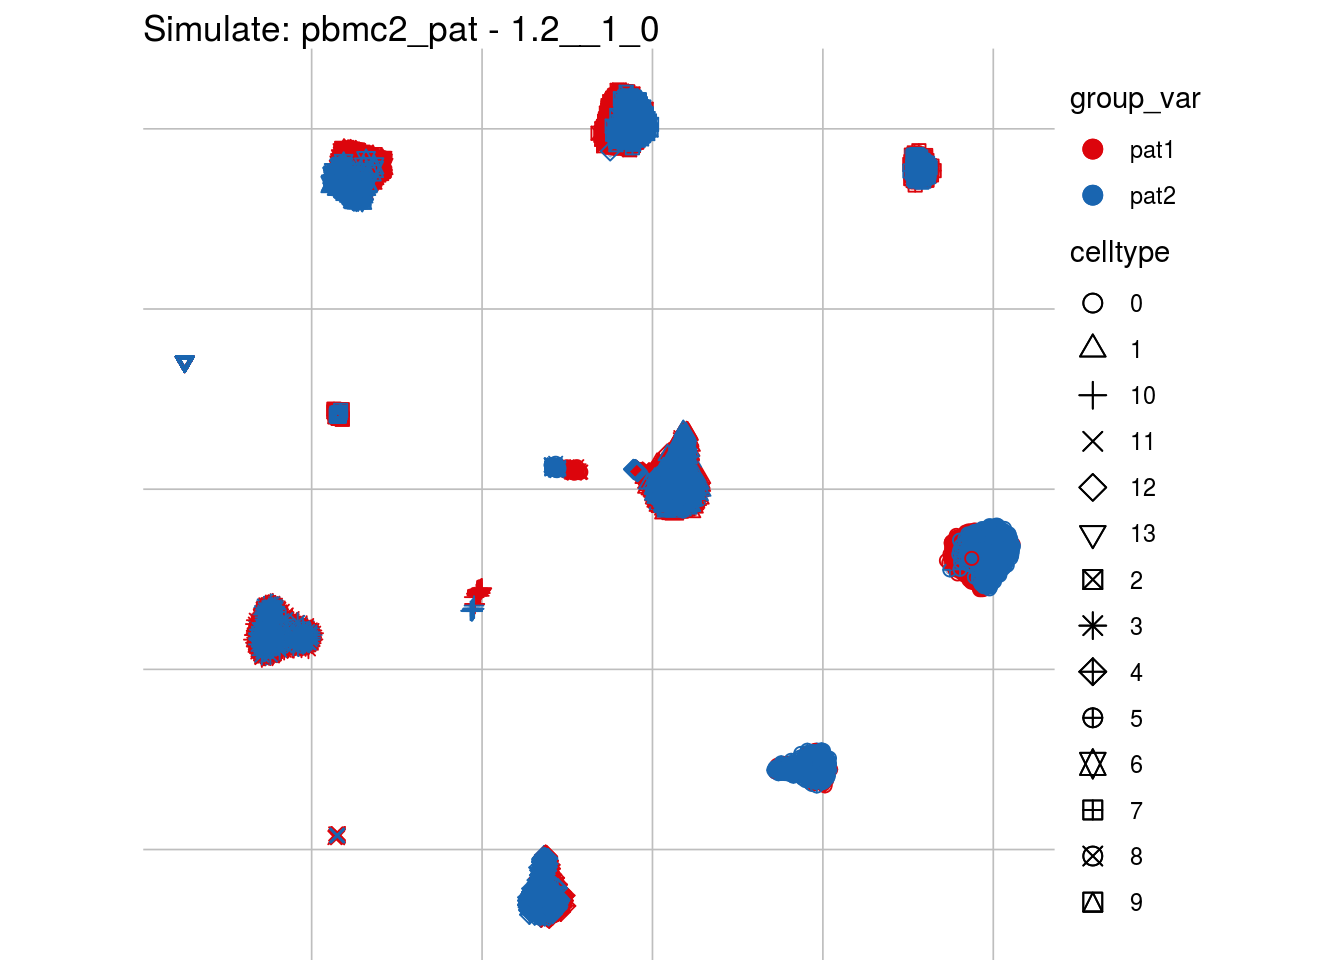 Simulate: pbmc2_pat - 1.2__1_0
group_var
pat1
pat2
celltype
0
1
10
11
12
13
2
3
4
5
6
7
8
9